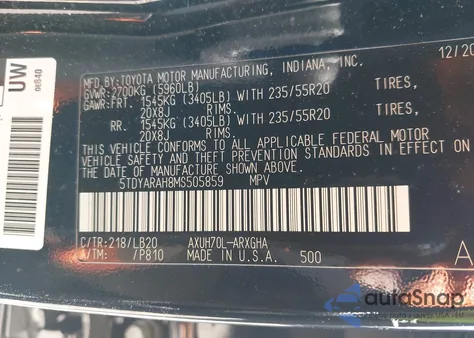 MFD.BY:TOYOTA MOTOR MANUFACTURING, INDIANA, INC. 12/20
GVWR:2700KG (5960LB)
GAWR:FRT. 1545KG (3405LB) WITH 235/55R20 TIRES,
20X8J RIMS.
RR. 1545KG (3405LB) WITH 235/55R20 TIRES,
20X8J RIMS.
THIS VEHICLE CONFORMS TO ALL APPLICABLE FEDERAL MOTOR
VEHICLE SAFETY AND THEFT PREVENTION STANDARDS IN EFFECT ON
THE DATE OF MANUFACTURE SHOWN ABOVE.
5TDYARAH8MS505859 MPV
C/TR:218/LB20 AXUH70L-ARXGHA
A/TM: /P810 MADE IN U.S.A. 500 A
UW
autoSnap